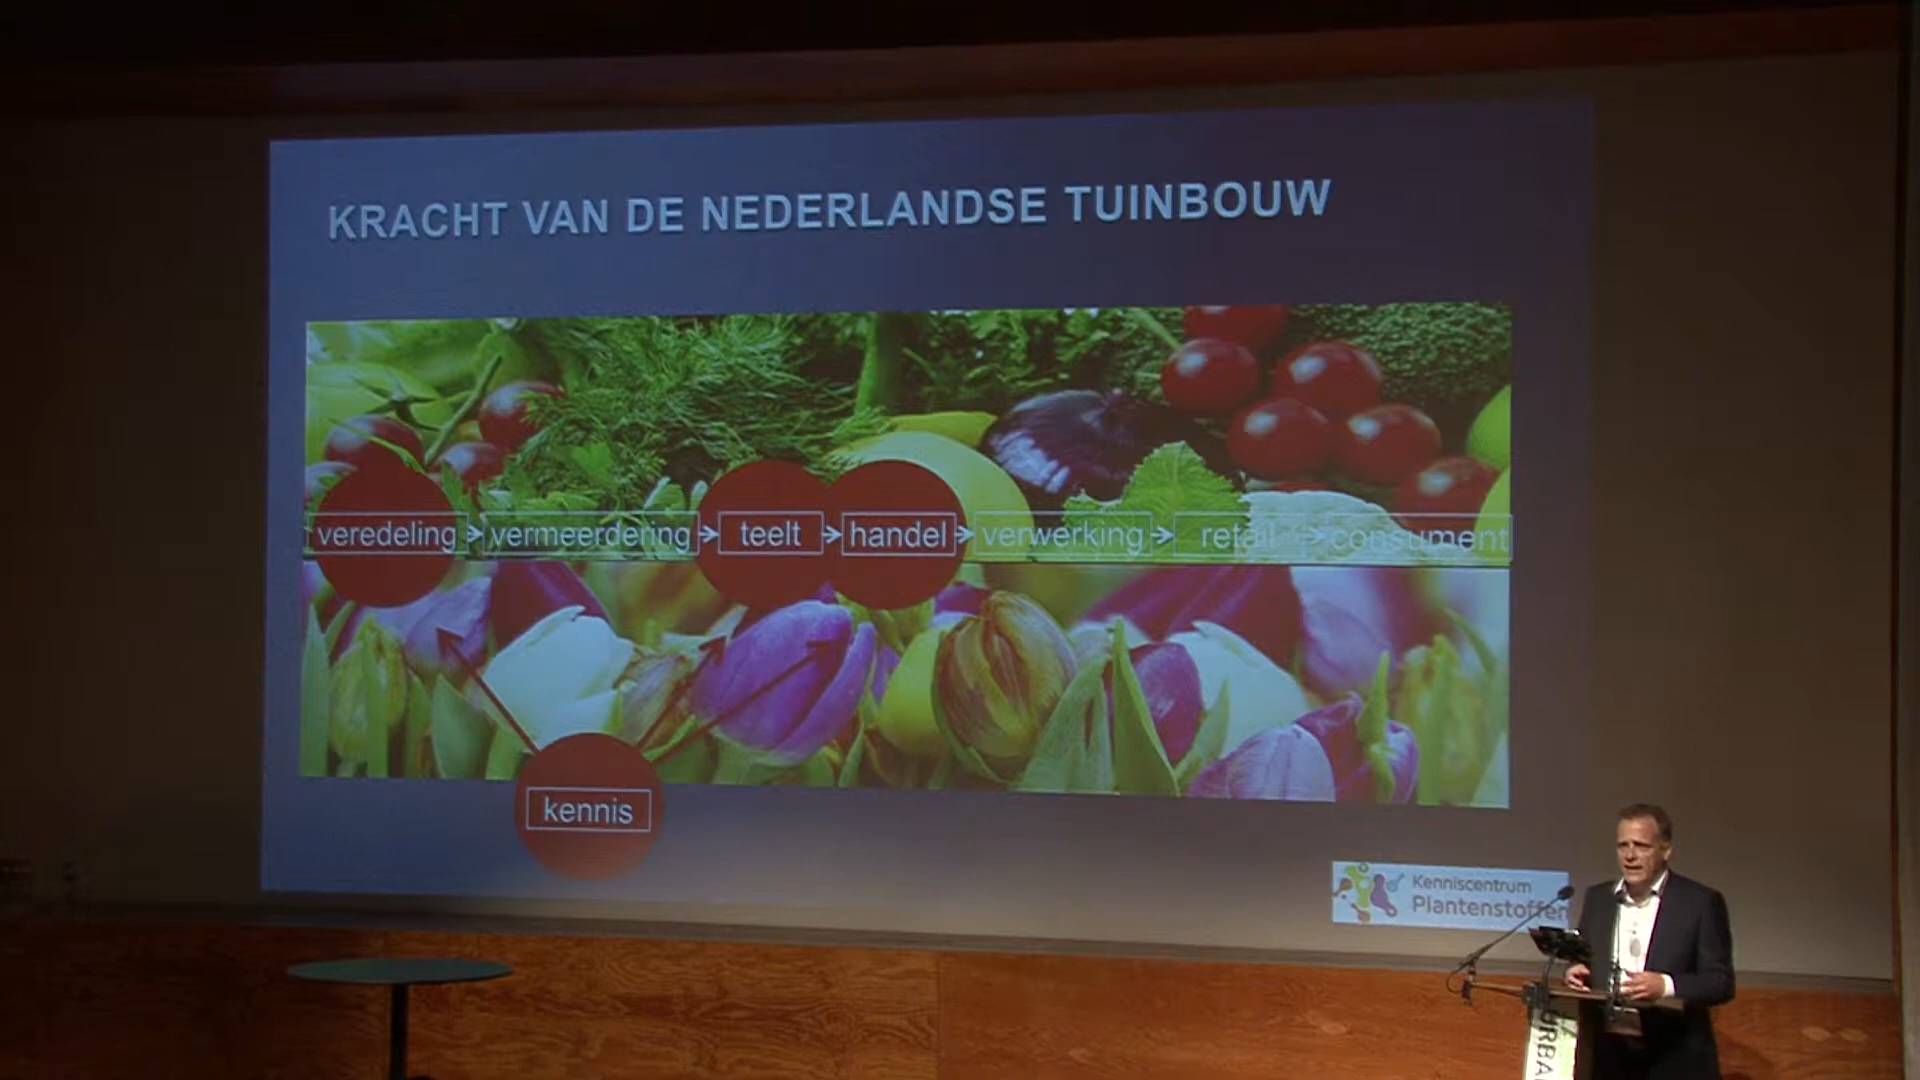 KRACHT VAN DE NEDERLANDSE TUINBOUW
veredeling vermeerdering teelt handel verwerking retail consument
kennis
Kenniscentrum
Plantenstoffen